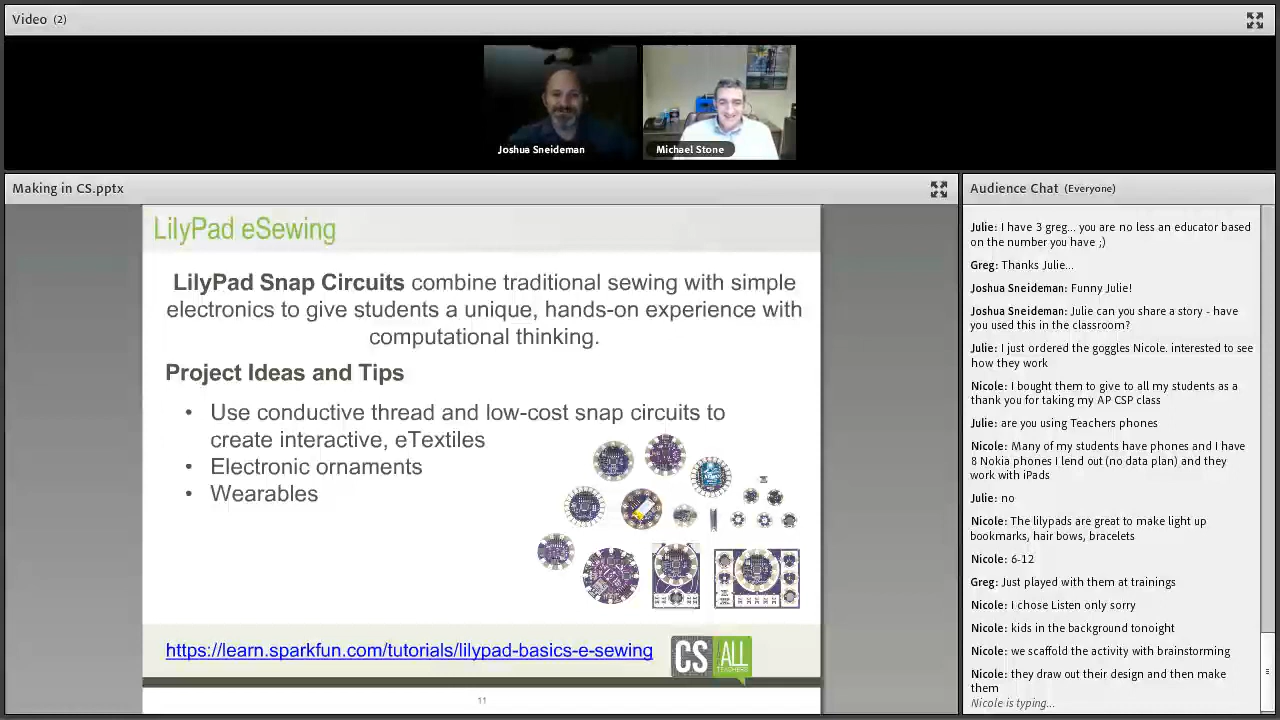 Video (2)
Joshua Sneideman
Michael Stone
Making in CS.pptx
LilyPad eSewing
LilyPad Snap Circuits combine traditional sewing with simple
electronics to give students a unique, hands-on experience with
computational thinking.
Project Ideas and Tips
• Use conductive thread and low-cost snap circuits to
create interactive, eTextiles
• Electronic ornaments
• Wearables
https://learn.sparkfun.com/tutorials/lilypad-basics-e-sewing
CS ALL
TEACHERS
11
Audience Chat (Everyone)
Julie: I have 3 greg... you are no less an educator based
on the number you have ;)
Greg: Thanks Julie...
Joshua Sneideman: Funny Julie!
Joshua Sneideman: Julie can you share a story - have
you used this in the classroom?
Julie: I just ordered the goggles Nicole. interested to see
how they work
Nicole: I bought them to give to all my students as a
thank you for taking my AP CSP class
Julie: are you using Teachers phones
Nicole: Many of my students have phones and I have
8 Nokia phones I lend out (no data plan) and they
work with iPads
Julie: no
Nicole: The lilypads are great to make light up
bookmarks, hair bows, bracelets
Nicole: 6-12
Greg: Just played with them at trainings
Nicole: I chose Listen only sorry
Nicole: kids in the background tonoight
Nicole: we scaffold the activity with brainstorming
Nicole: they draw out their design and then make
them
Nicole is typing...